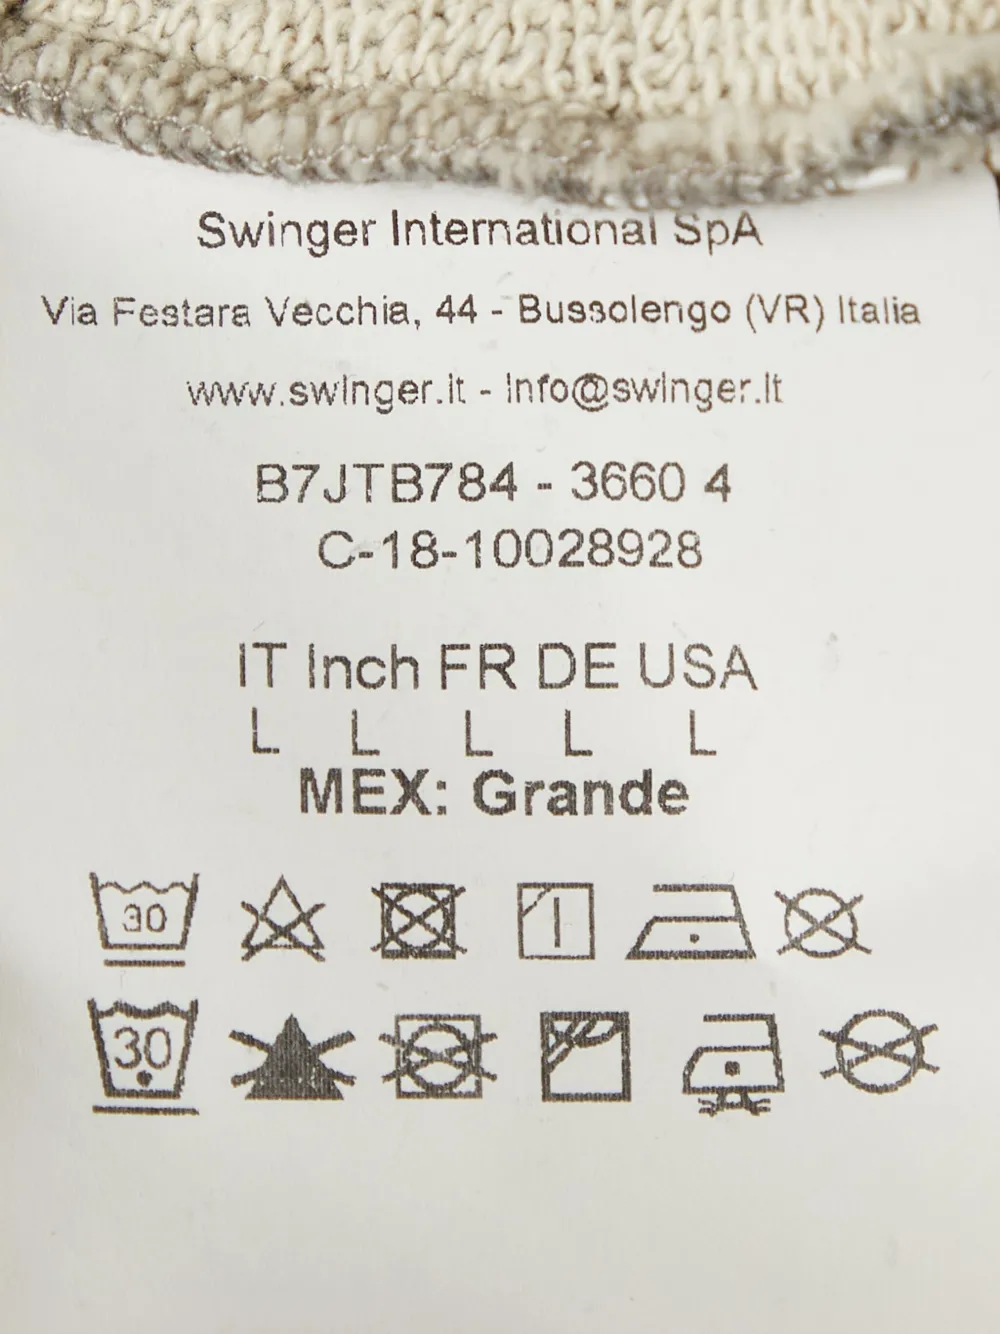 Swinger International SpA
Via Festara Vecchia, 44 - Bussolengo (VR) Italia
www.swinger.it - info@swinger.it
B7JTB784 - 3660 4
C-18-10028928
IT Inch FR DE USA
L L L L L
MEX: Grande
30
30